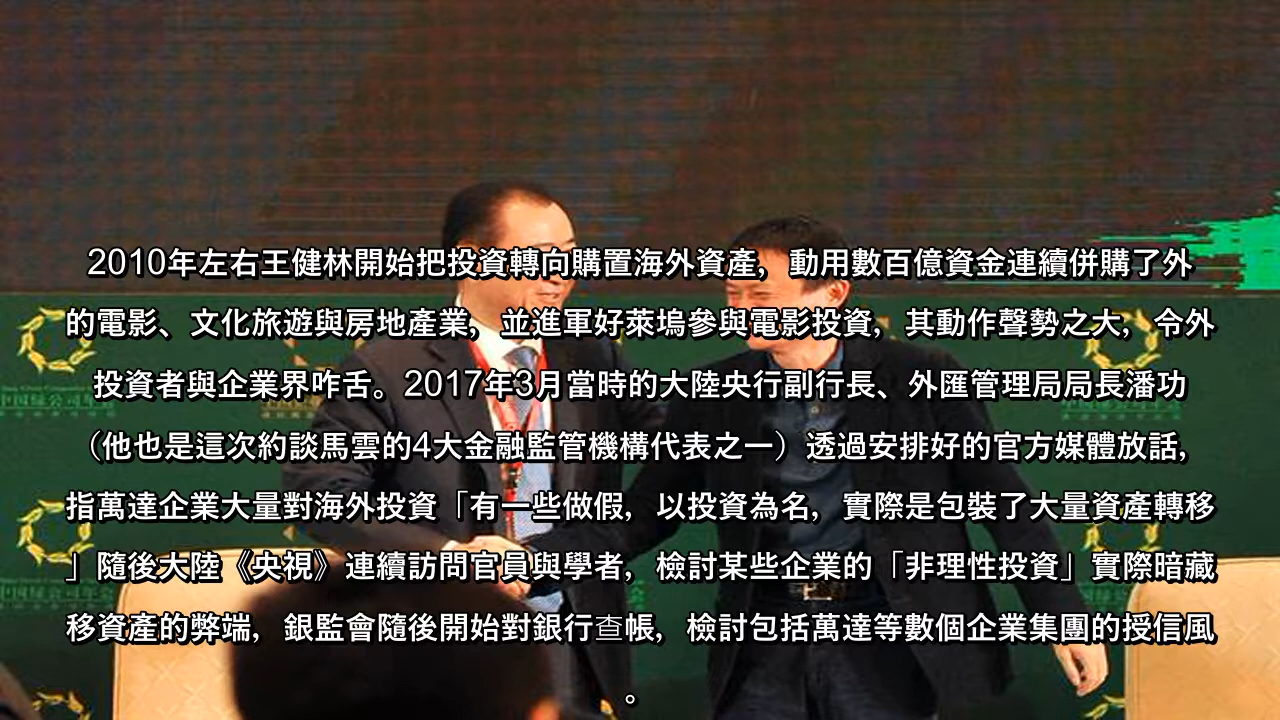 2010年左右王健林開始把投資轉向購置海外資產，動用數百億資金連續併購了外
的電影、文化旅遊與房地產業，並進軍好萊塢參與電影投資，其動作聲勢之大，令外
投資者與企業界咋舌。2017年3月當時的大陸央行副行長、外匯管理局局長潘功
（他也是這次約談馬雲的4大金融監管機構代表之一）透過安排好的官方媒體放話，
指萬達企業大量對海外投資「有一些做假，以投資為名，實際是包裝了大量資產轉移
」隨後大陸《央視》連續訪問官員與學者，檢討某些企業的「非理性投資」實際暗藏
移資產的弊端，銀監會隨後開始對銀行查帳，檢討包括萬達等數個企業集團的授信風
。